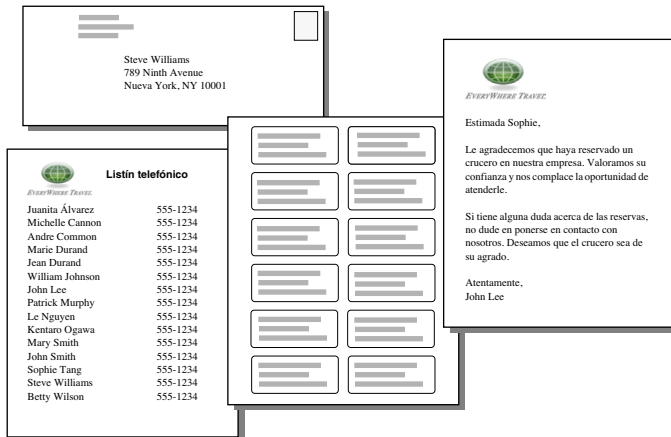 Steve Williams
789 Ninth Avenue
Nueva York, NY 10001
EVERYWHERE TRAVEL
Listín telefónico
Juanita Álvarez 555-1234
Michelle Cannon 555-1234
Andre Common 555-1234
Marie Durand 555-1234
Jean Durand 555-1234
William Johnson 555-1234
John Lee 555-1234
Patrick Murphy 555-1234
Le Nguyen 555-1234
Kentaro Ogawa 555-1234
Mary Smith 555-1234
John Smith 555-1234
Sophie Tang 555-1234
Steve Williams 555-1234
Betty Wilson 555-1234
EVERYWHERE TRAVEL
Estimada Sophie,
Le agradecemos que haya reservado un
crucero en nuestra empresa. Valoramos su
confianza y nos complace la oportunidad de
atenderle.
Si tiene alguna duda acerca de las reservas,
no dude en ponerse en contacto con
nosotros. Deseamos que el crucero sea de
su agrado.
Atentamente,
John Lee